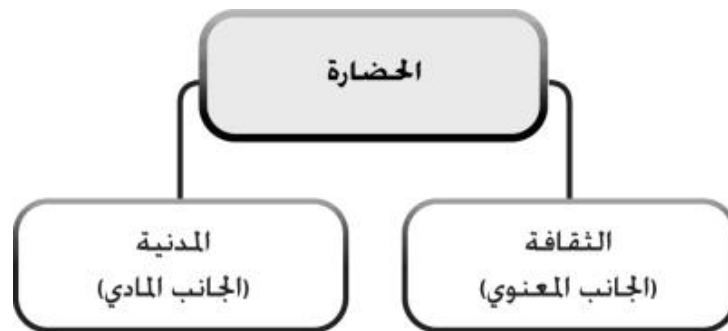 الحضارة
الثقافة
(الجانب المعنوي)
المدنية
(الجانب المادي)